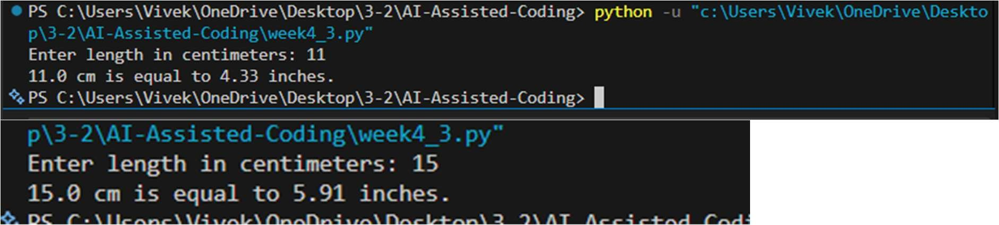 PS C:\Users\Vivek\OneDrive\Desktop\3-2\AI-Assisted-Coding> python -u "c:\Users\Vivek\OneDrive\Deskto
p\3-2\AI-Assisted-Coding\week4_3.py"
Enter length in centimeters: 11
11.0 cm is equal to 4.33 inches.
PS C:\Users\Vivek\OneDrive\Desktop\3-2\AI-Assisted-Coding>
p\3-2\AI-Assisted-Coding\week4_3.py"
Enter length in centimeters: 15
15.0 cm is equal to 5.91 inches.
PS C:\Users\Vivek\OneDrive\Desktop\3-2\AI-Assisted-Codi